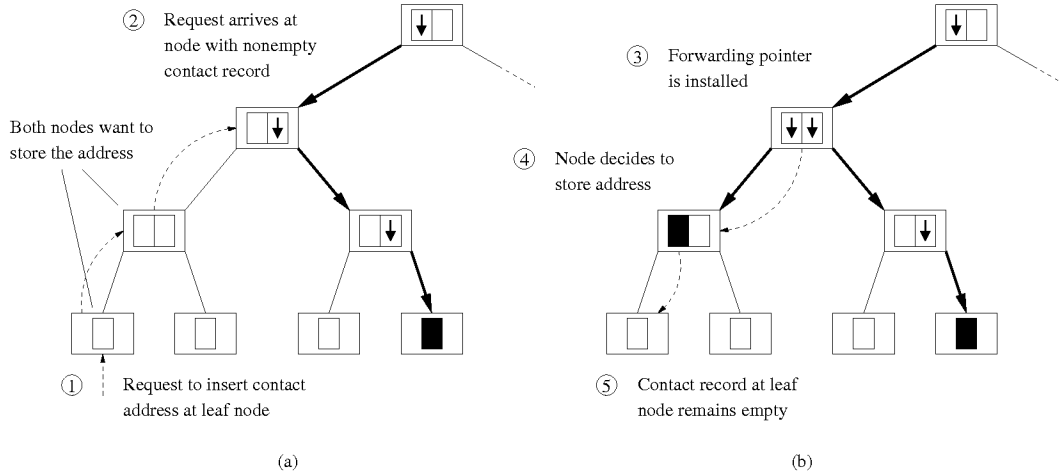 ② Request arrives at
node with nonempty
contact record
Both nodes want to
store the address
① Request to insert contact
address at leaf node
(a)
③ Forwarding pointer
is installed
④ Node decides to
store address
⑤ Contact record at leaf
node remains empty
(b)